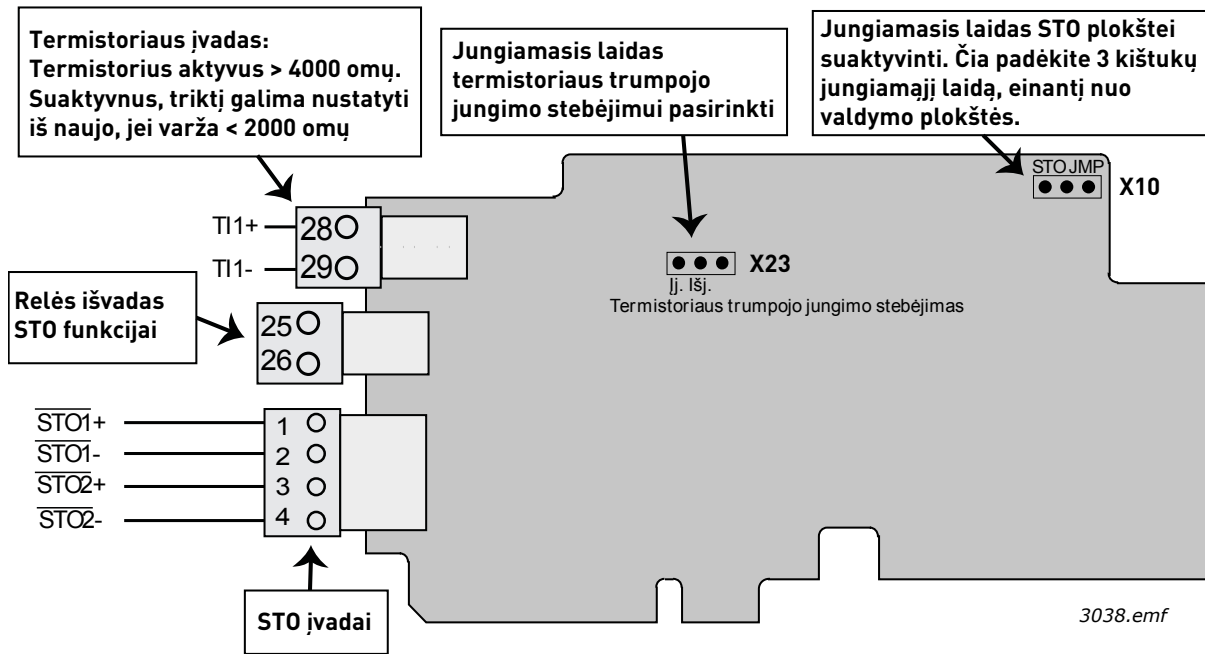 Termistoriaus įvadas:
Termistorius aktyvus > 4000 omų.
Suaktyvnus, triktį galima nustatyti
iš naujo, jei varža < 2000 omų
Jungiamasis laidas
termistoriaus trumpojo
jungimo stebėjimui pasirinkti
Jungiamasis laidas STO plokštei
suaktyvinti. Čia padėkite 3 kištukų
jungiamąjį laidą, einantį nuo
valdymo plokštės.
STO JMP
X10
TI1+
28
TI1-
29
X23
Įj. Išj.
Termistoriaus trumpojo jungimo stebėjimas
Relės išvadas
STO funkcijai
25
26
STO1+
1
STO1-
2
STO2+
3
STO2-
4
STO įvadai
3038.emf